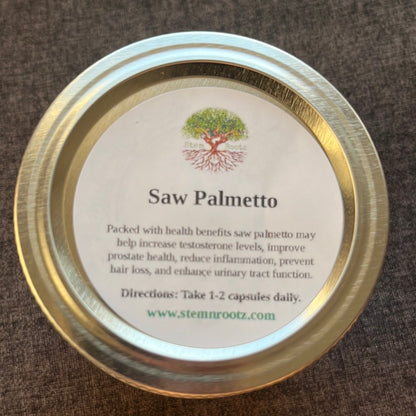 Stem Rootz
Saw Palmetto
Packed with health benefits saw palmetto may
help increase testosterone levels, improve
prostate health, reduce inflammation, prevent
hair loss, and enhance urinary tract function.
Directions: Take 1-2 capsules daily.
www.stemnrootz.com